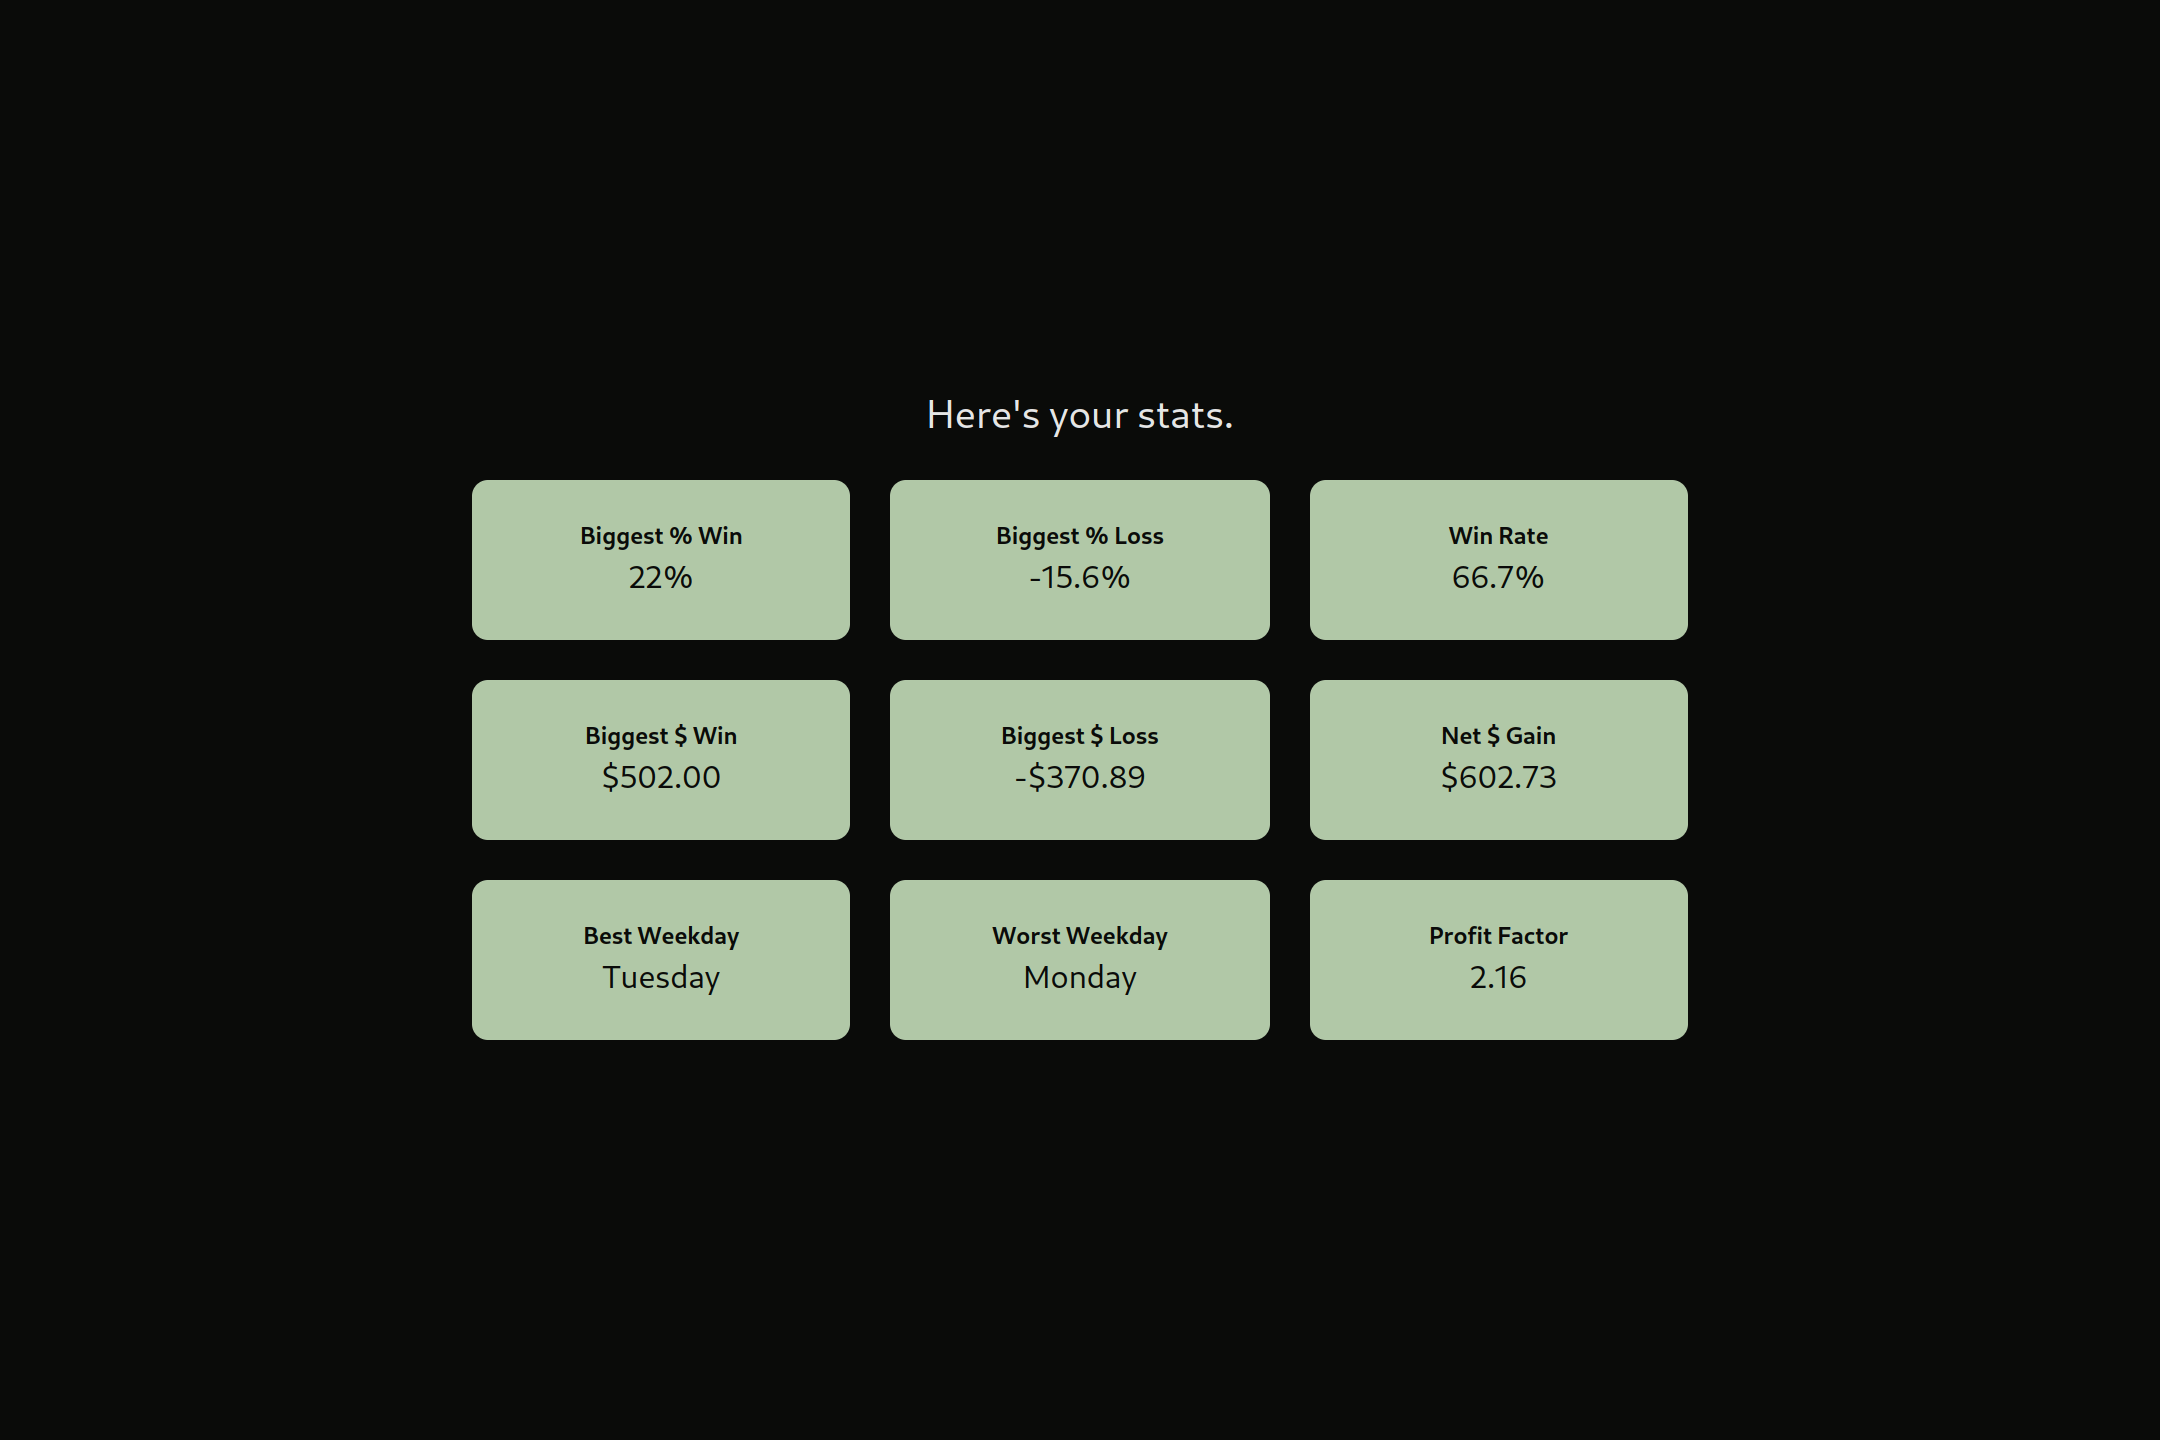 Here's your stats.
Biggest % Win
22%
Biggest % Loss
-15.6%
Win Rate
66.7%
Biggest $ Win
$502.00
Biggest $ Loss
-$370.89
Net $ Gain
$602.73
Best Weekday
Tuesday
Worst Weekday
Monday
Profit Factor
2.16